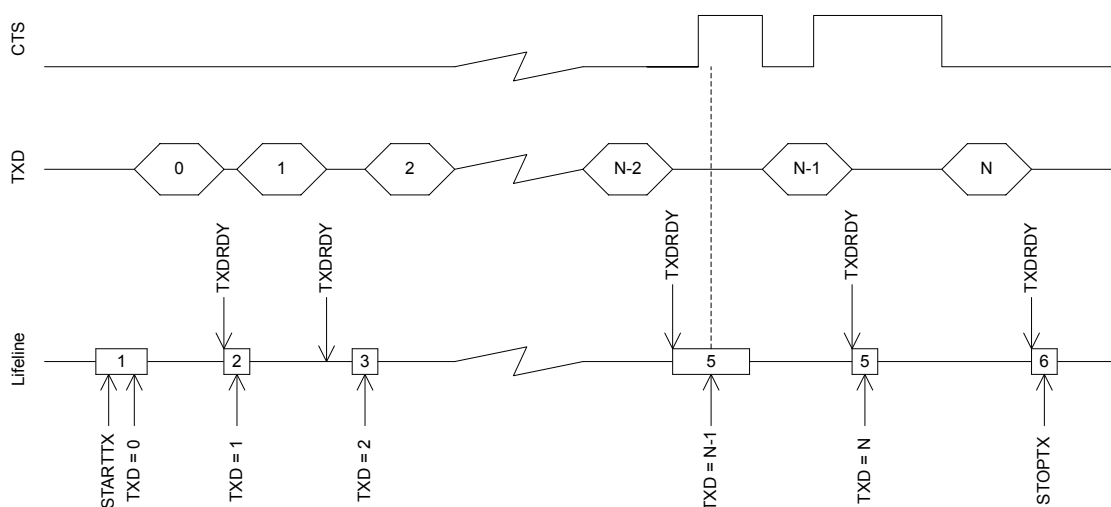 CTS
TXD
0
1
2
N-2
N-1
N
TXDRDY
TXDRDY
TXDRDY
TXDRDY
TXDRDY
Lifeline
1
2
3
5
5
6
STARTTX
TXD = 0
TXD = 1
TXD = 2
TXD = N-1
TXD = N
STOPTX